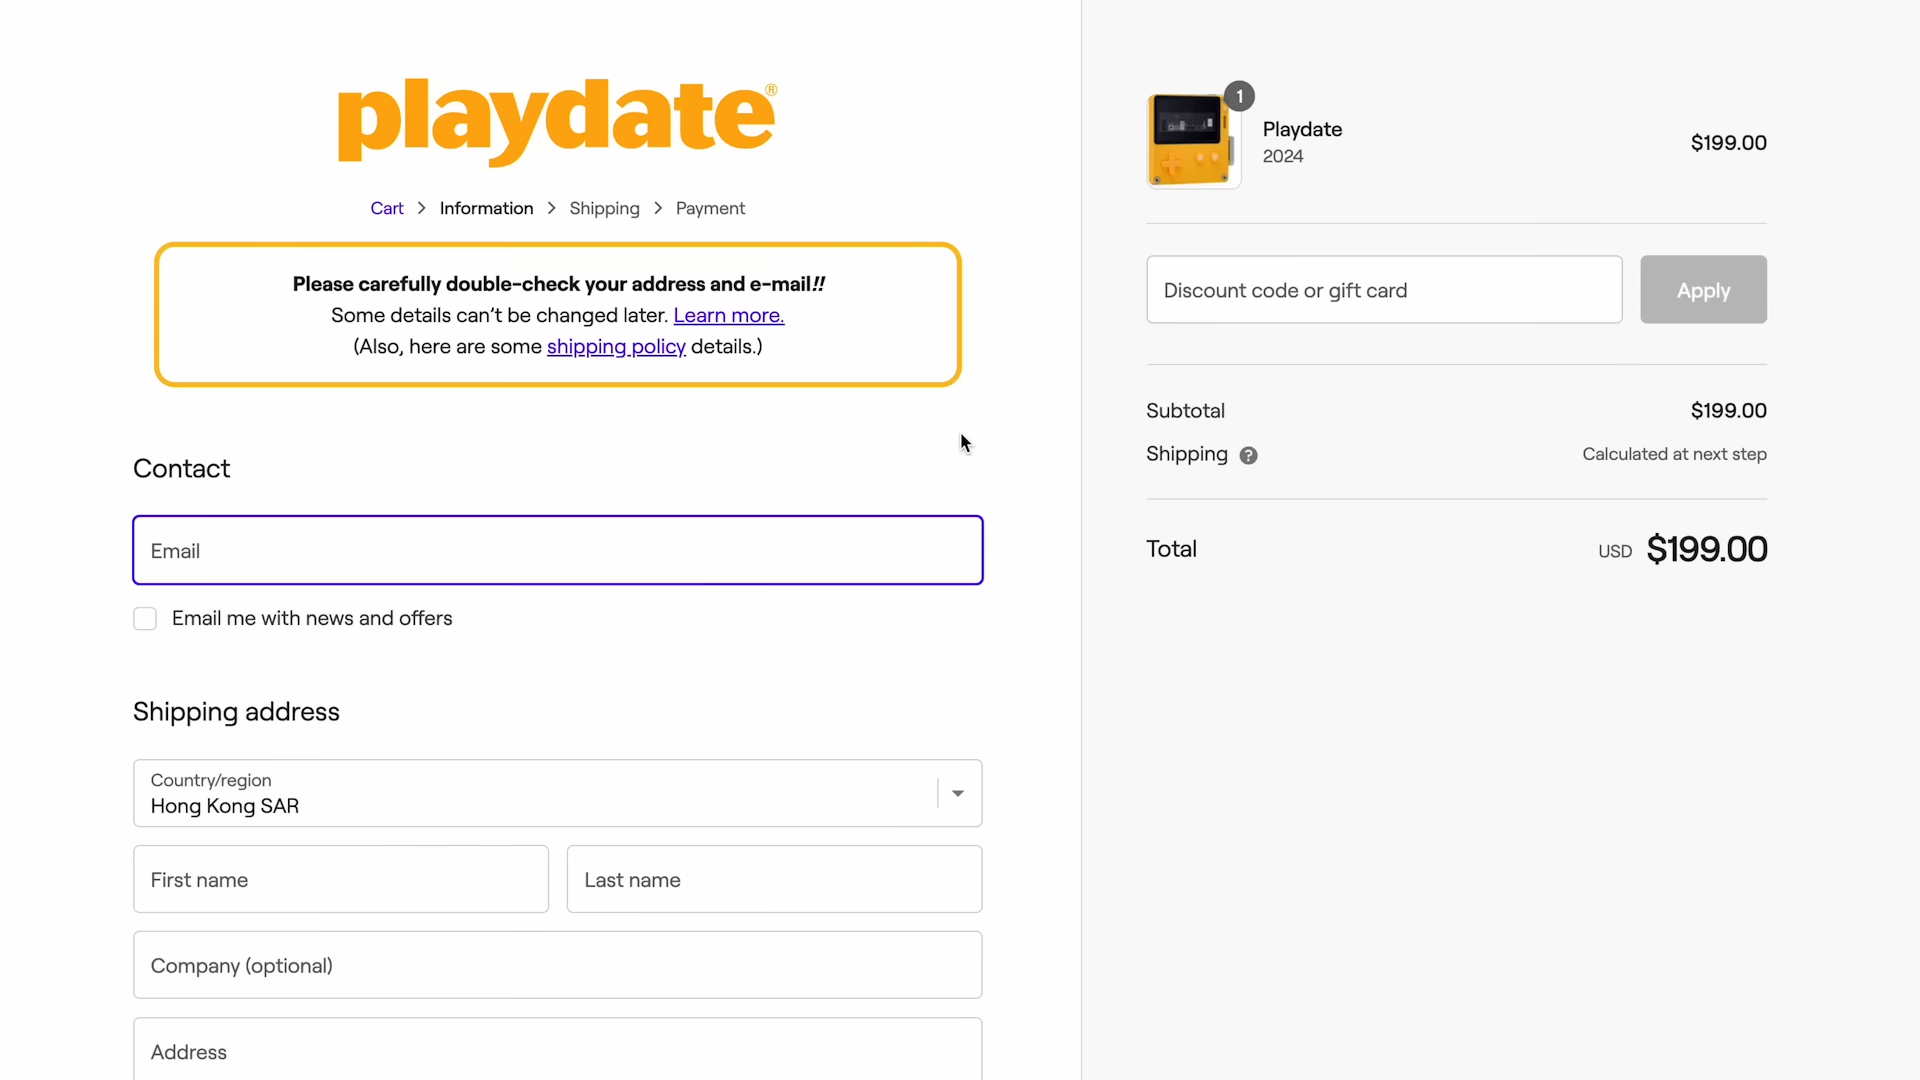 playdate®
Cart > Information > Shipping > Payment
Please carefully double-check your address and e-mail!!
Some details can’t be changed later. Learn more.
(Also, here are some shipping policy details.)
Contact
Email
Email me with news and offers
Shipping address
Country/region
Hong Kong SAR
First name
Last name
Company (optional)
Address
1
Playdate
2024
$199.00
Discount code or gift card
Apply
Subtotal
$199.00
Shipping ?
Calculated at next step
Total
USD $199.00